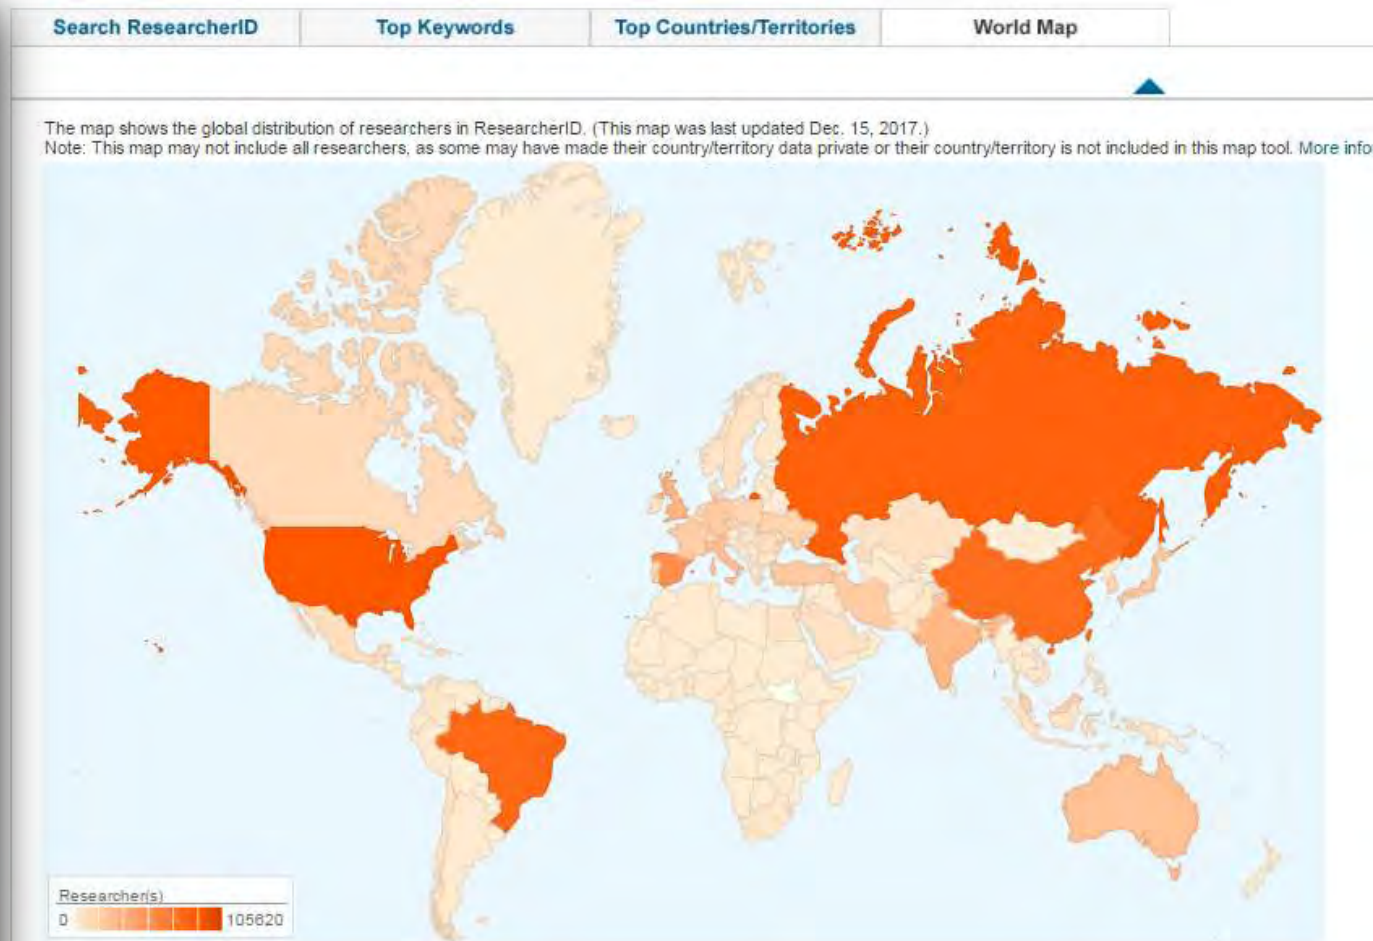 Search ResearcherID Top Keywords Top Countries/Territories World Map
The map shows the global distribution of researchers in ResearcherID. (This map was last updated Dec. 15, 2017.)
Note: This map may not include all researchers, as some may have made their country/territory data private or their country/territory is not included in this map tool. More info
Researcher(s)
0 105620